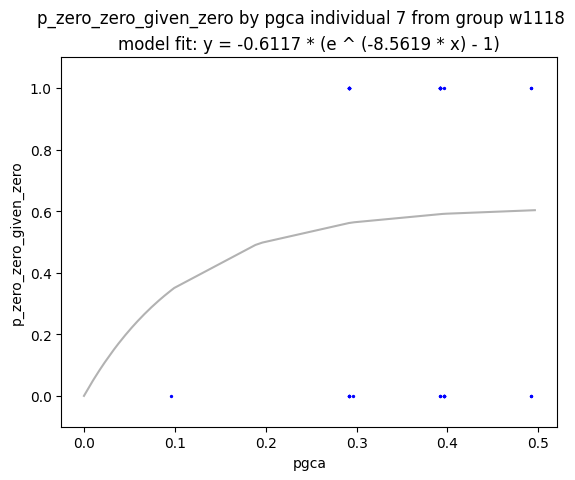 p_zero_zero_given_zero by pgca individual 7 from group w1118
model fit: y = -0.6117 * (e ^ (-8.5619 * x) - 1)
1.0
0.8
0.6
0.4
0.2
0.0
p_zero_zero_given_zero
0.0 0.1 0.2 0.3 0.4 0.5
pgca